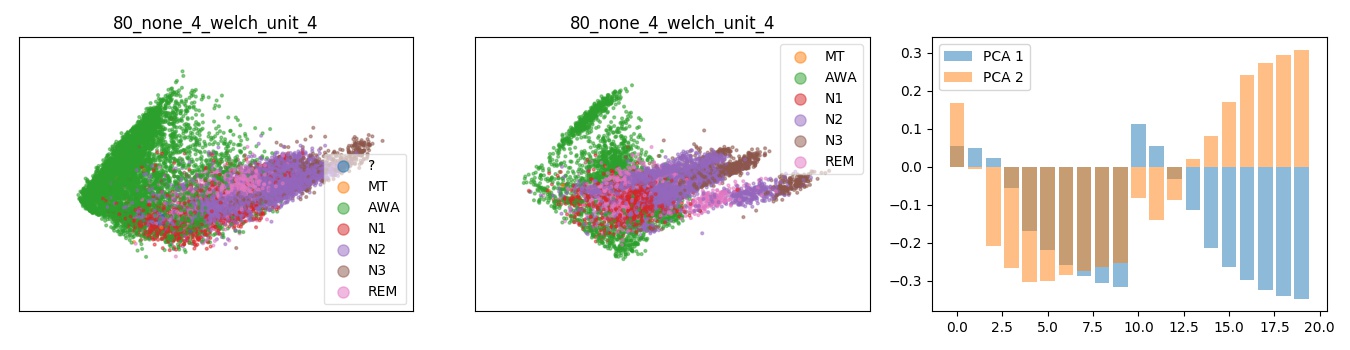 80_none_4_welch_unit_4
?
MT
AWA
N1
N2
N3
REM
80_none_4_welch_unit_4
MT
AWA
N1
N2
N3
REM
PCA 1
PCA 2
0.3
0.2
0.1
0.0
−0.1
−0.2
−0.3
0.0 2.5 5.0 7.5 10.0 12.5 15.0 17.5 20.0